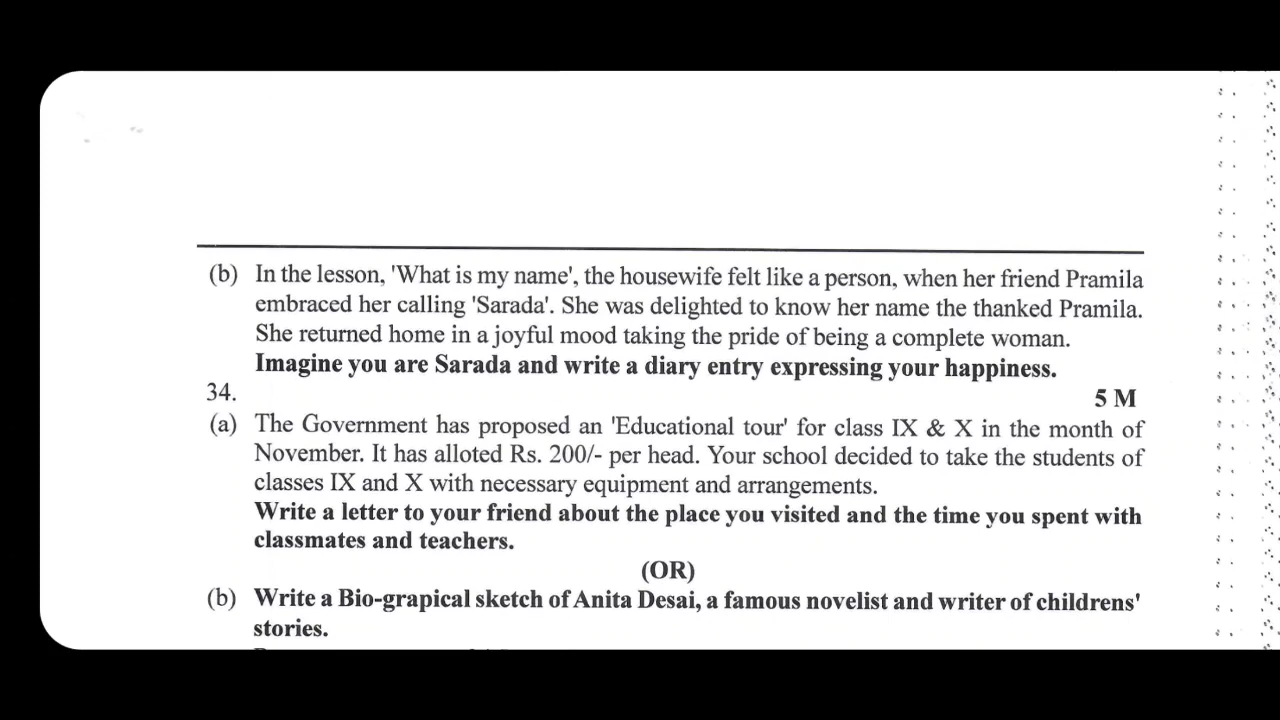 (b) In the lesson, 'What is my name', the housewife felt like a person, when her friend Pramila
embraced her calling 'Sarada'. She was delighted to know her name the thanked Pramila.
She returned home in a joyful mood taking the pride of being a complete woman.
Imagine you are Sarada and write a diary entry expressing your happiness.
34. 5 M
(a) The Government has proposed an 'Educational tour' for class IX & X in the month of
November. It has alloted Rs. 200/- per head. Your school decided to take the students of
classes IX and X with necessary equipment and arrangements.
Write a letter to your friend about the place you visited and the time you spent with
classmates and teachers.
(OR)
(b) Write a Bio-grapical sketch of Anita Desai, a famous novelist and writer of childrens'
stories.